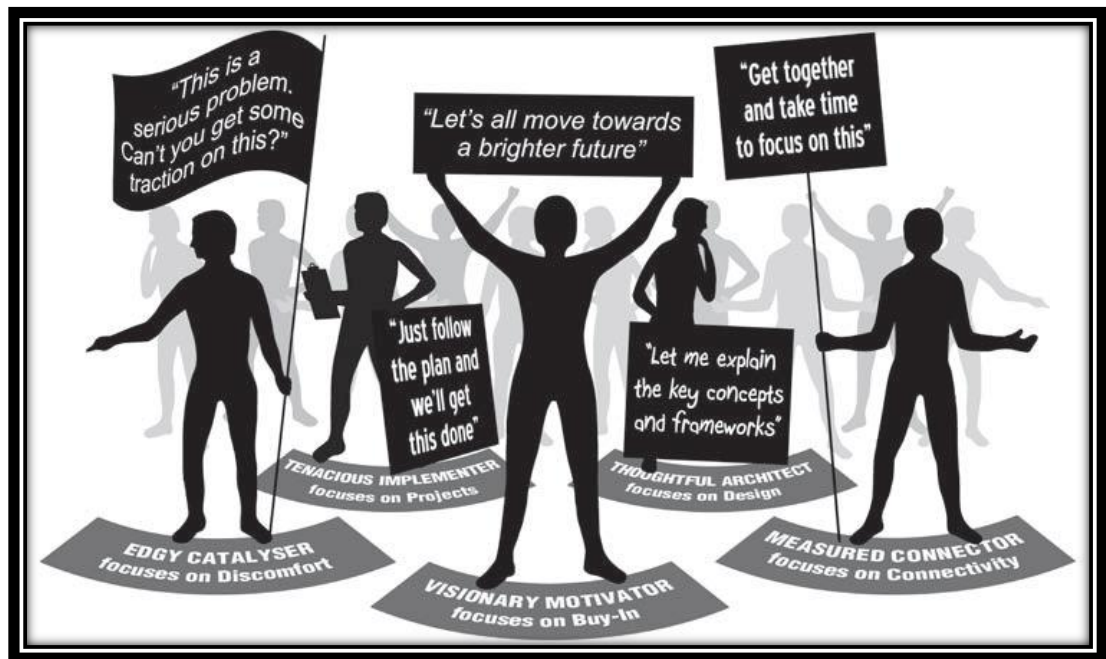 “This is a
serious problem.
Can’t you get some
traction on this?”
“Let’s all move towards
a brighter future”
“Get together
and take time
to focus on this”
“Just follow
the plan and
we’ll get
this done”
“Let me explain
the key concepts
and frameworks”
TENACIOUS IMPLEMENTER
focuses on Projects
THOUGHTFUL ARCHITECT
focuses on Design
EDGY CATALYSER
focuses on Discomfort
VISIONARY MOTIVATOR
focuses on Buy-In
MEASURED CONNECTOR
focuses on Connectivity